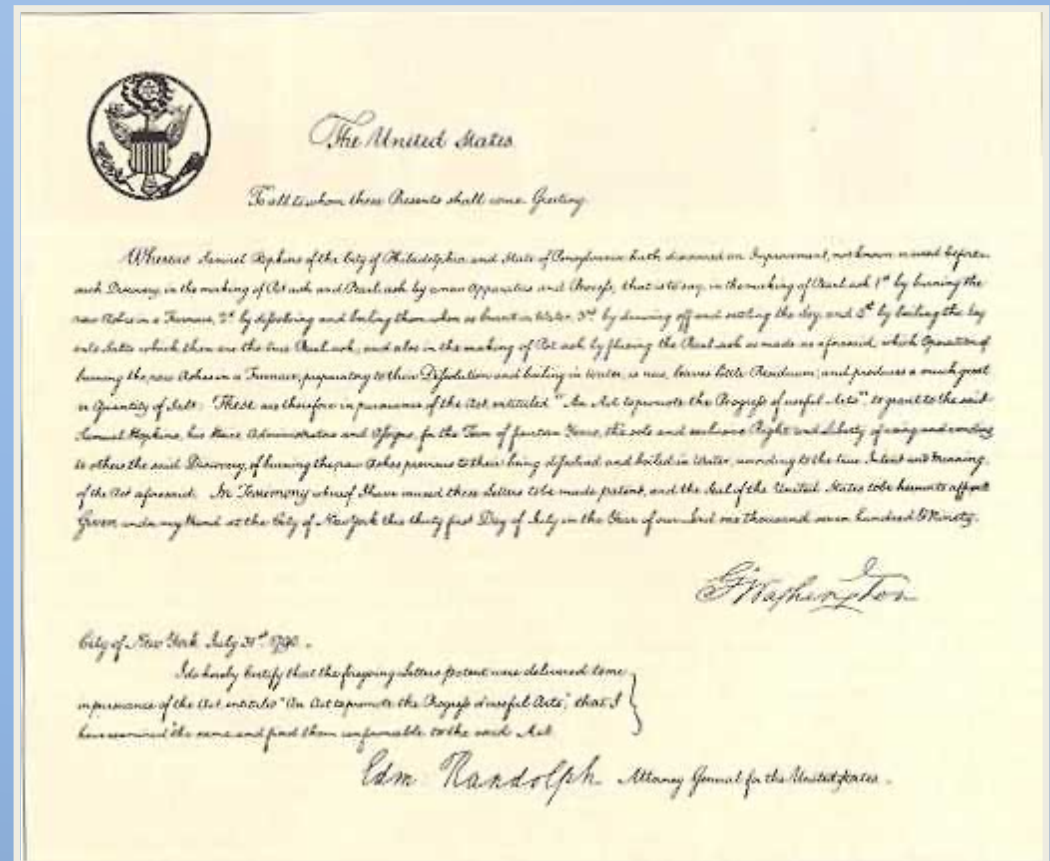 The United States
To all to whom these Presents shall come Greeting.
Whereas Samuel Hopkins of the City of Philadelphia and State of Pensylvania hath discovered an Improvement, not known or used before
such Discovery, in the making of Pot ash and Pearl ash by a new Apparatus and Process, that is to say, in the making of Pearl ash 1st by burning the
raw Ashes in a Furnace, 2d by dissolving and boiling them when so burnt in Water, 3rd by drawing off and settling the Ley, and 4th by boiling the Ley
into Salts which then are the true Pearl ash, and also in the making of Pot ash by fluxing the Pearl ash so made as aforesaid, which Operation of
burning the raw Ashes in a Furnace, preparatory to their Dissolution and boiling in Water, is new, leaves little Residuum; and produces a much great
er Quantity of Salt: These are therefore in pursuance of the Act, entituled "An Act to promote the Progress of useful Arts", to grant to the said
Samuel Hopkins, his Heirs Administrators and Assigns, for the Term of fourteen Years, the sole and exclusive Right and Liberty of using and vending
to others the said Discovery, of burning the raw Ashes previous to their being dissolved and boiled in Water, according to the true Intent and Meaning
of the Act aforesaid. In Testimony whereof I have caused these Letters to be made patent, and the Seal of the United States to be hereunto affixed
Given under my Hand at the City of New York this thirty first Day of July in the Year of our Lord one thousand seven hundred & Ninety.
G Washington
City of New York July 31st 1790.
I do hereby Certify that the foregoing Letters patent were delivered to me
in pursuance of the Act, entituled "An Act to promote the Progress of useful Arts", that I
have examined the same, and find them conformable to the said Act.
Edm: Randolph Attorney General for the United States.